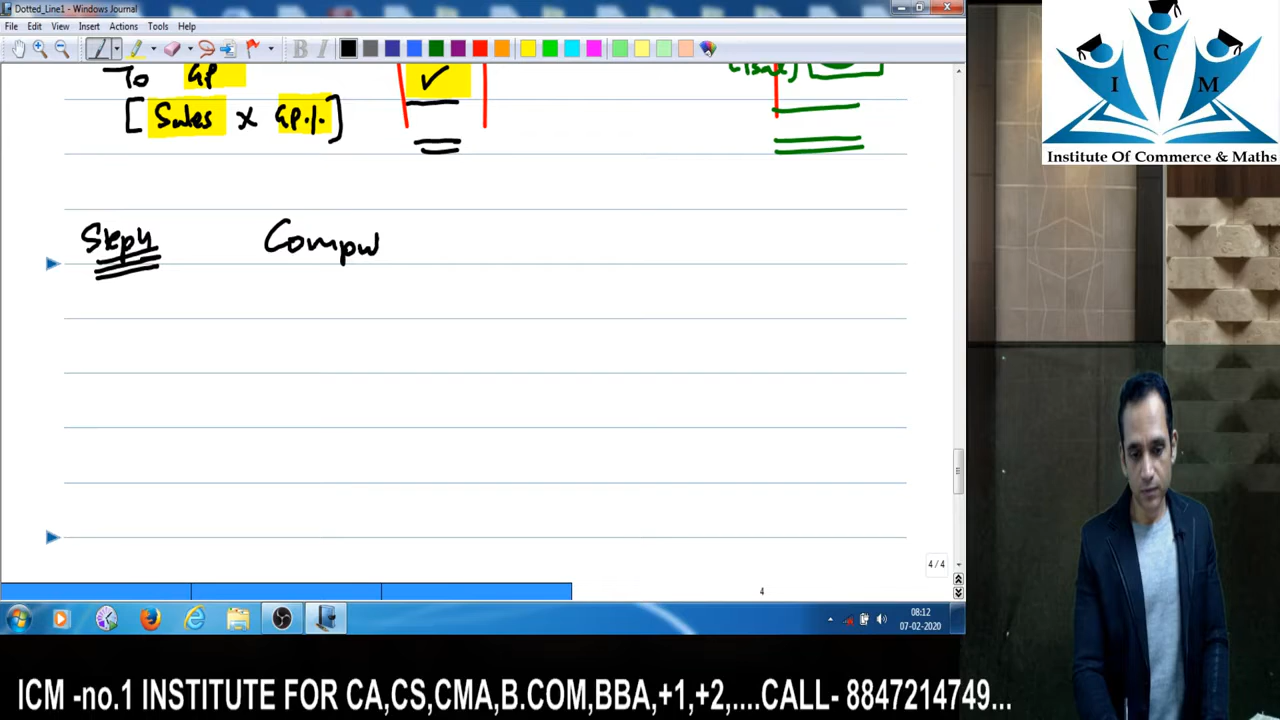 Dotted_Line1 - Windows Journal
File Edit View Insert Actions Tools
B I
To GP
[Sales x GP.%]
Step4 Compu
4 / 4
4
08:12
07-02-2020
I C M
Institute Of Commerce & Maths
ICM -no.1 INSTITUTE FOR CA,CS,CMA,B.COM,BBA,+1,+2,....CALL- 8847214749...